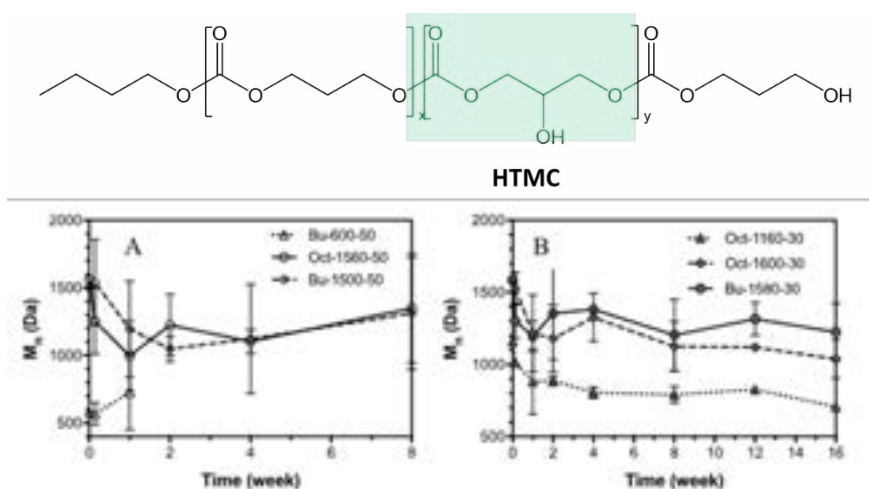 O O O
O O O O O O OH
x y
OH
HTMC
2000 2000
A B
Bu-600-50 Oct-1160-30
Oct-1560-50 Oct-1600-30
Bu-1500-50 Bu-1580-30
1500 1500
Mn (Da) Mn (Da)
1000 1000
500 500
0 2 4 6 8 0 2 4 6 8 10 12 14 16
Time (week) Time (week)